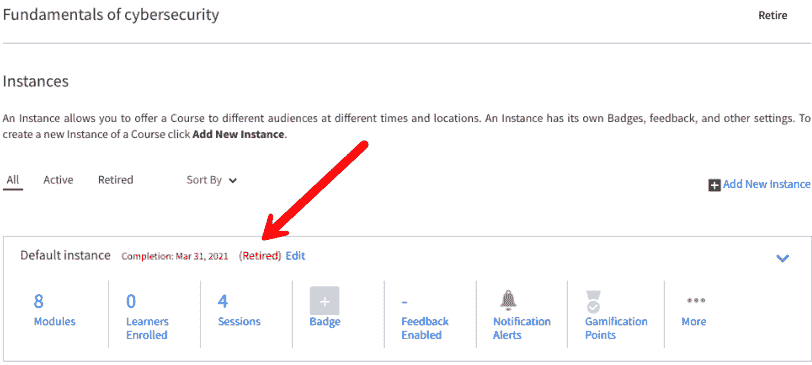 Fundamentals of cybersecurity
Retire
Instances
An Instance allows you to offer a Course to different audiences at different times and locations. An Instance has its own Badges, feedback, and other settings. To
create a new Instance of a Course click Add New Instance.
All Active Retired Sort By
Add New Instance
Default instance Completion: Mar 31, 2021 (Retired) Edit
8 0 4 + -
Modules Learners Sessions Badge Feedback Notification Gamification More
Enrolled Enabled Alerts Points